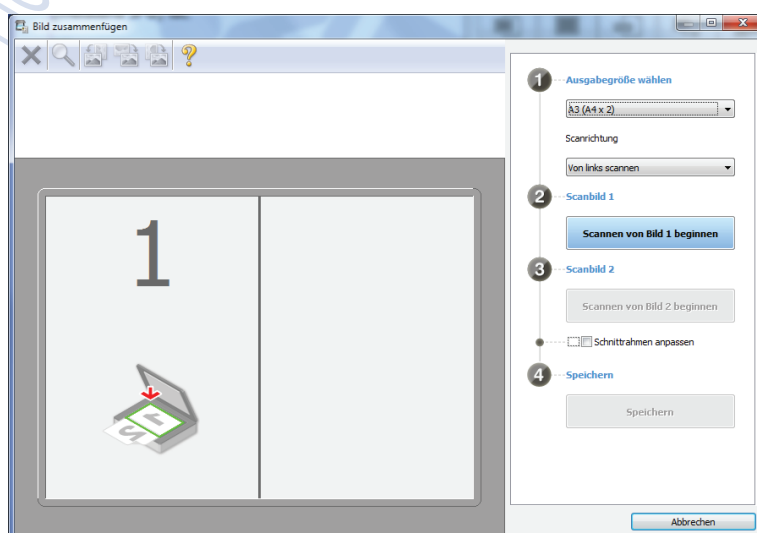 Bild zusammenfügen
1 Ausgabegröße wählen
A3 (A4 x 2)
Scanrichtung
Von links scannen
2 Scanbild 1
Scannen von Bild 1 beginnen
3 Scanbild 2
Scannen von Bild 2 beginnen
Schnittrahmen anpassen
4 Speichern
Speichern
Abbrechen
1